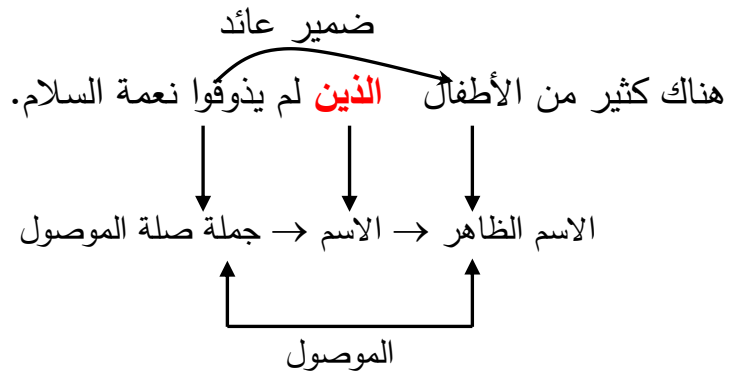 ضمير عائد
هناك كثير من الأطفال الذين لم يذوقوا نعمة السلام.
الاسم الظاهر → الاسم → جملة صلة الموصول
الموصول